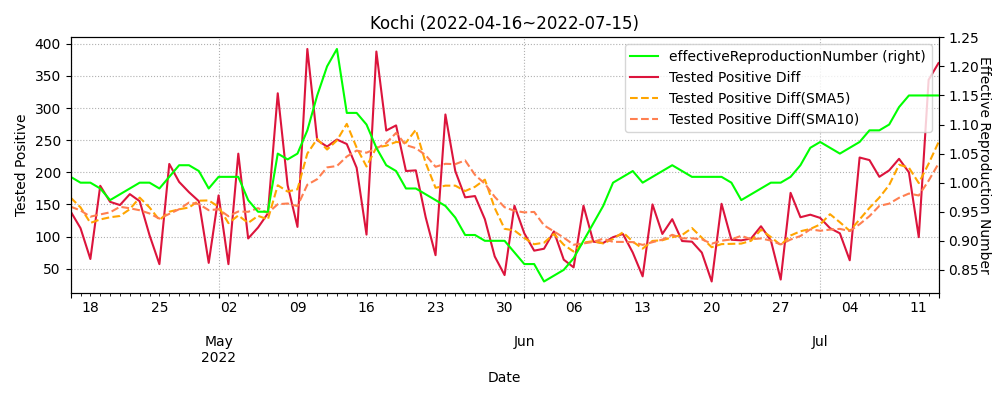 Kochi (2022-04-16~2022-07-15)
effectiveReproductionNumber (right)
Tested Positive Diff
Tested Positive Diff(SMA5)
Tested Positive Diff(SMA10)
Tested Positive
400
350
300
250
200
150
100
50
1.25
1.20
1.15
1.10
1.05
1.00
0.95
0.90
0.85
Effective Reproduction Number
18 25 02 09 16 23 30 06 13 20 27 04 11
May Jun Jul
2022
Date